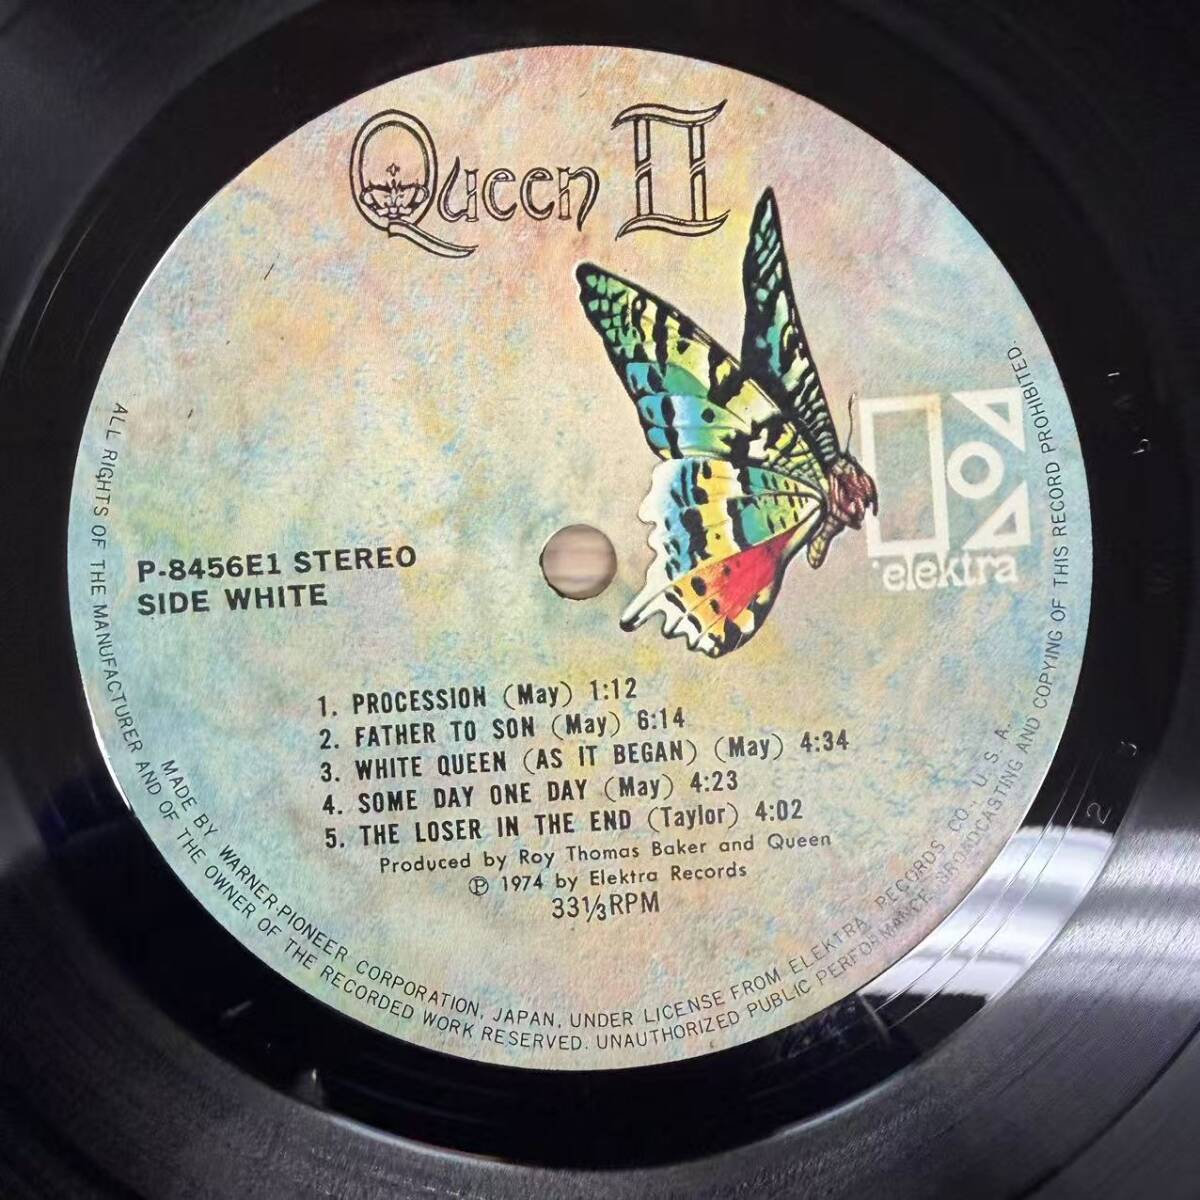 Queen II
elektra
P-8456E1 STEREO
SIDE WHITE
1. PROCESSION (May) 1:12
2. FATHER TO SON (May) 6:14
3. WHITE QUEEN (AS IT BEGAN) (May) 4:34
4. SOME DAY ONE DAY (May) 4:23
5. THE LOSER IN THE END (Taylor) 4:02
Produced by Roy Thomas Baker and Queen
℗ 1974 by Elektra Records
33⅓RPM
MADE BY WARNER-PIONEER CORPORATION, JAPAN, UNDER LICENSE FROM ELEKTRA RECORDS CO., U. S. A.
ALL RIGHTS OF THE MANUFACTURER AND OF THE OWNER OF THE RECORDED WORK RESERVED. UNAUTHORIZED PUBLIC PERFORMANCE, BROADCASTING AND COPYING OF THIS RECORD PROHIBITED.